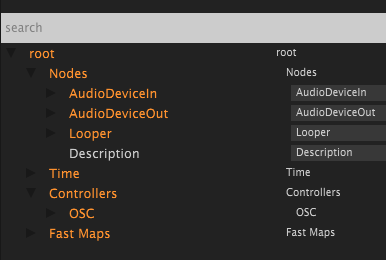 search
root root
Nodes Nodes
AudioDeviceIn AudioDeviceIn
AudioDeviceOut AudioDeviceOut
Looper Looper
Description Description
Time Time
Controllers Controllers
OSC OSC
Fast Maps Fast Maps